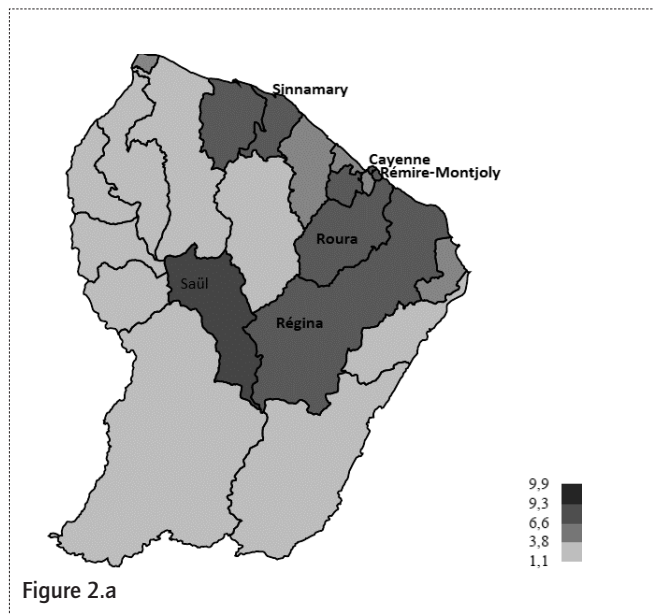 Sinnamary
Cayenne
Rémire-Montjoly
Roura
Saül
Régina
9,9
9,3
6,6
3,8
1,1
Figure 2.a